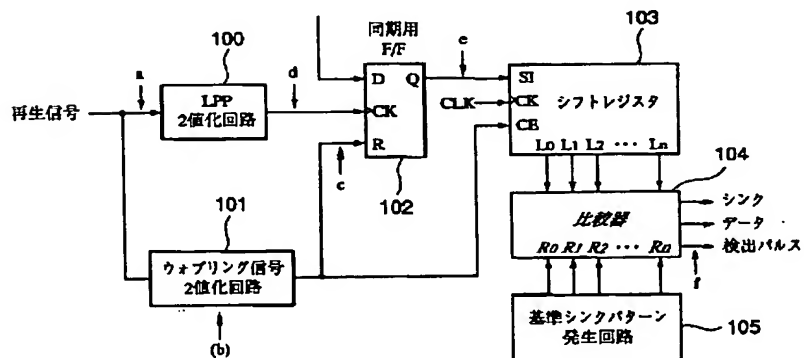 再生信号
a
100
LPP
2値化回路
d
同期用
F/F
D Q
CK
R
102
c
e
CLK
103
SI
CK
CE
シフトレジスタ
L0 L1 L2 ・・・ Ln
104
比較器
R0 R1 R2 ・・・ Rn
シンク
データ
検出パルス
f
101
ウォブリング信号
2値化回路
(b)
基準シンクパターン
発生回路
105